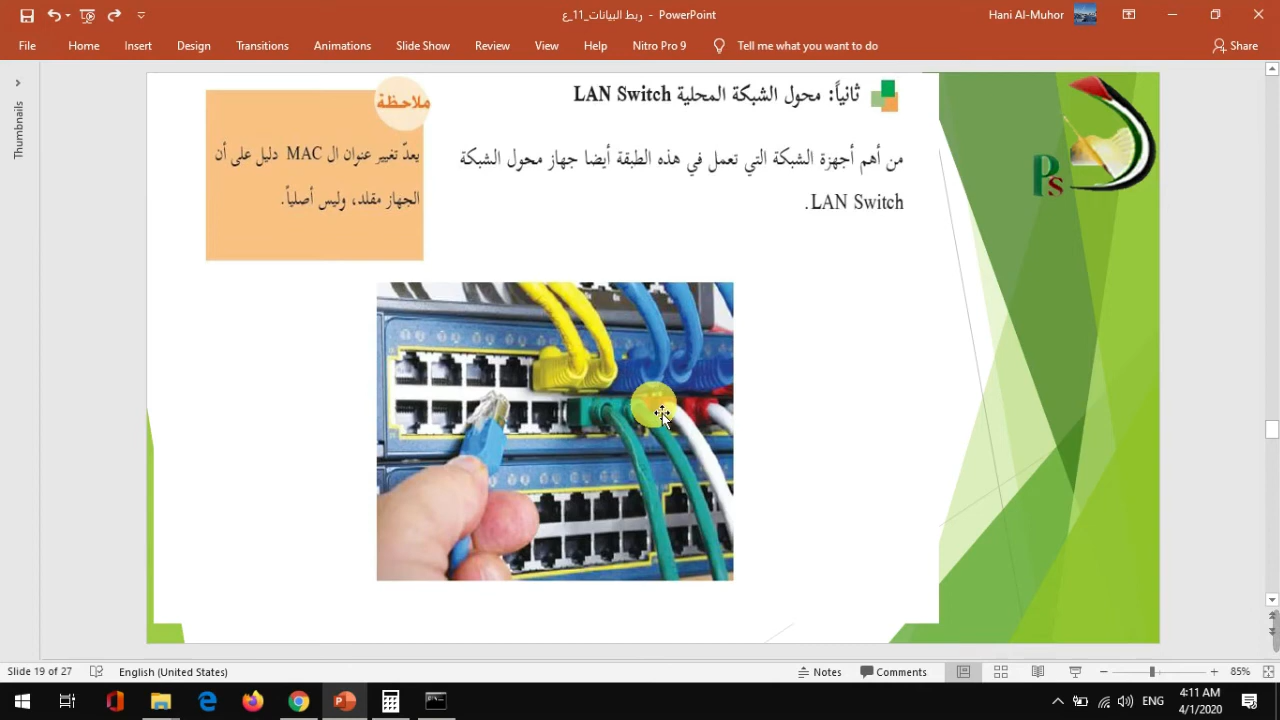 ربط البيانات_11_ع - PowerPoint
Hani Al-Muhor
File Home Insert Design Transitions Animations Slide Show Review View Help Nitro Pro 9 Tell me what you want to do Share
Thumbnails
ثانياً: محول الشبكة المحلية LAN Switch
من أهم أجهزة الشبكة التي تعمل في هذه الطبقة أيضا جهاز محول الشبكة
LAN Switch.
ملاحظة
يعدّ تغيير عنوان ال MAC دليل على أن
الجهاز مقلد، وليس أصلياً.
Ps
Slide 19 of 27 English (United States) Notes Comments 85%
ENG
4:11 AM
4/1/2020